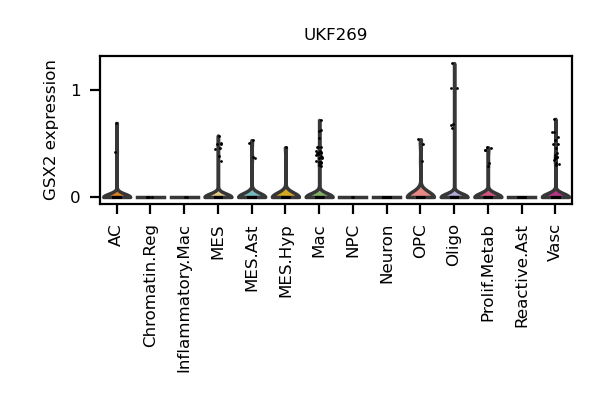 UKF269
GSX2 expression
1
0
AC
Chromatin.Reg
Inflammatory.Mac
MES
MES.Ast
MES.Hyp
Mac
NPC
Neuron
OPC
Oligo
Prolif.Metab
Reactive.Ast
Vasc